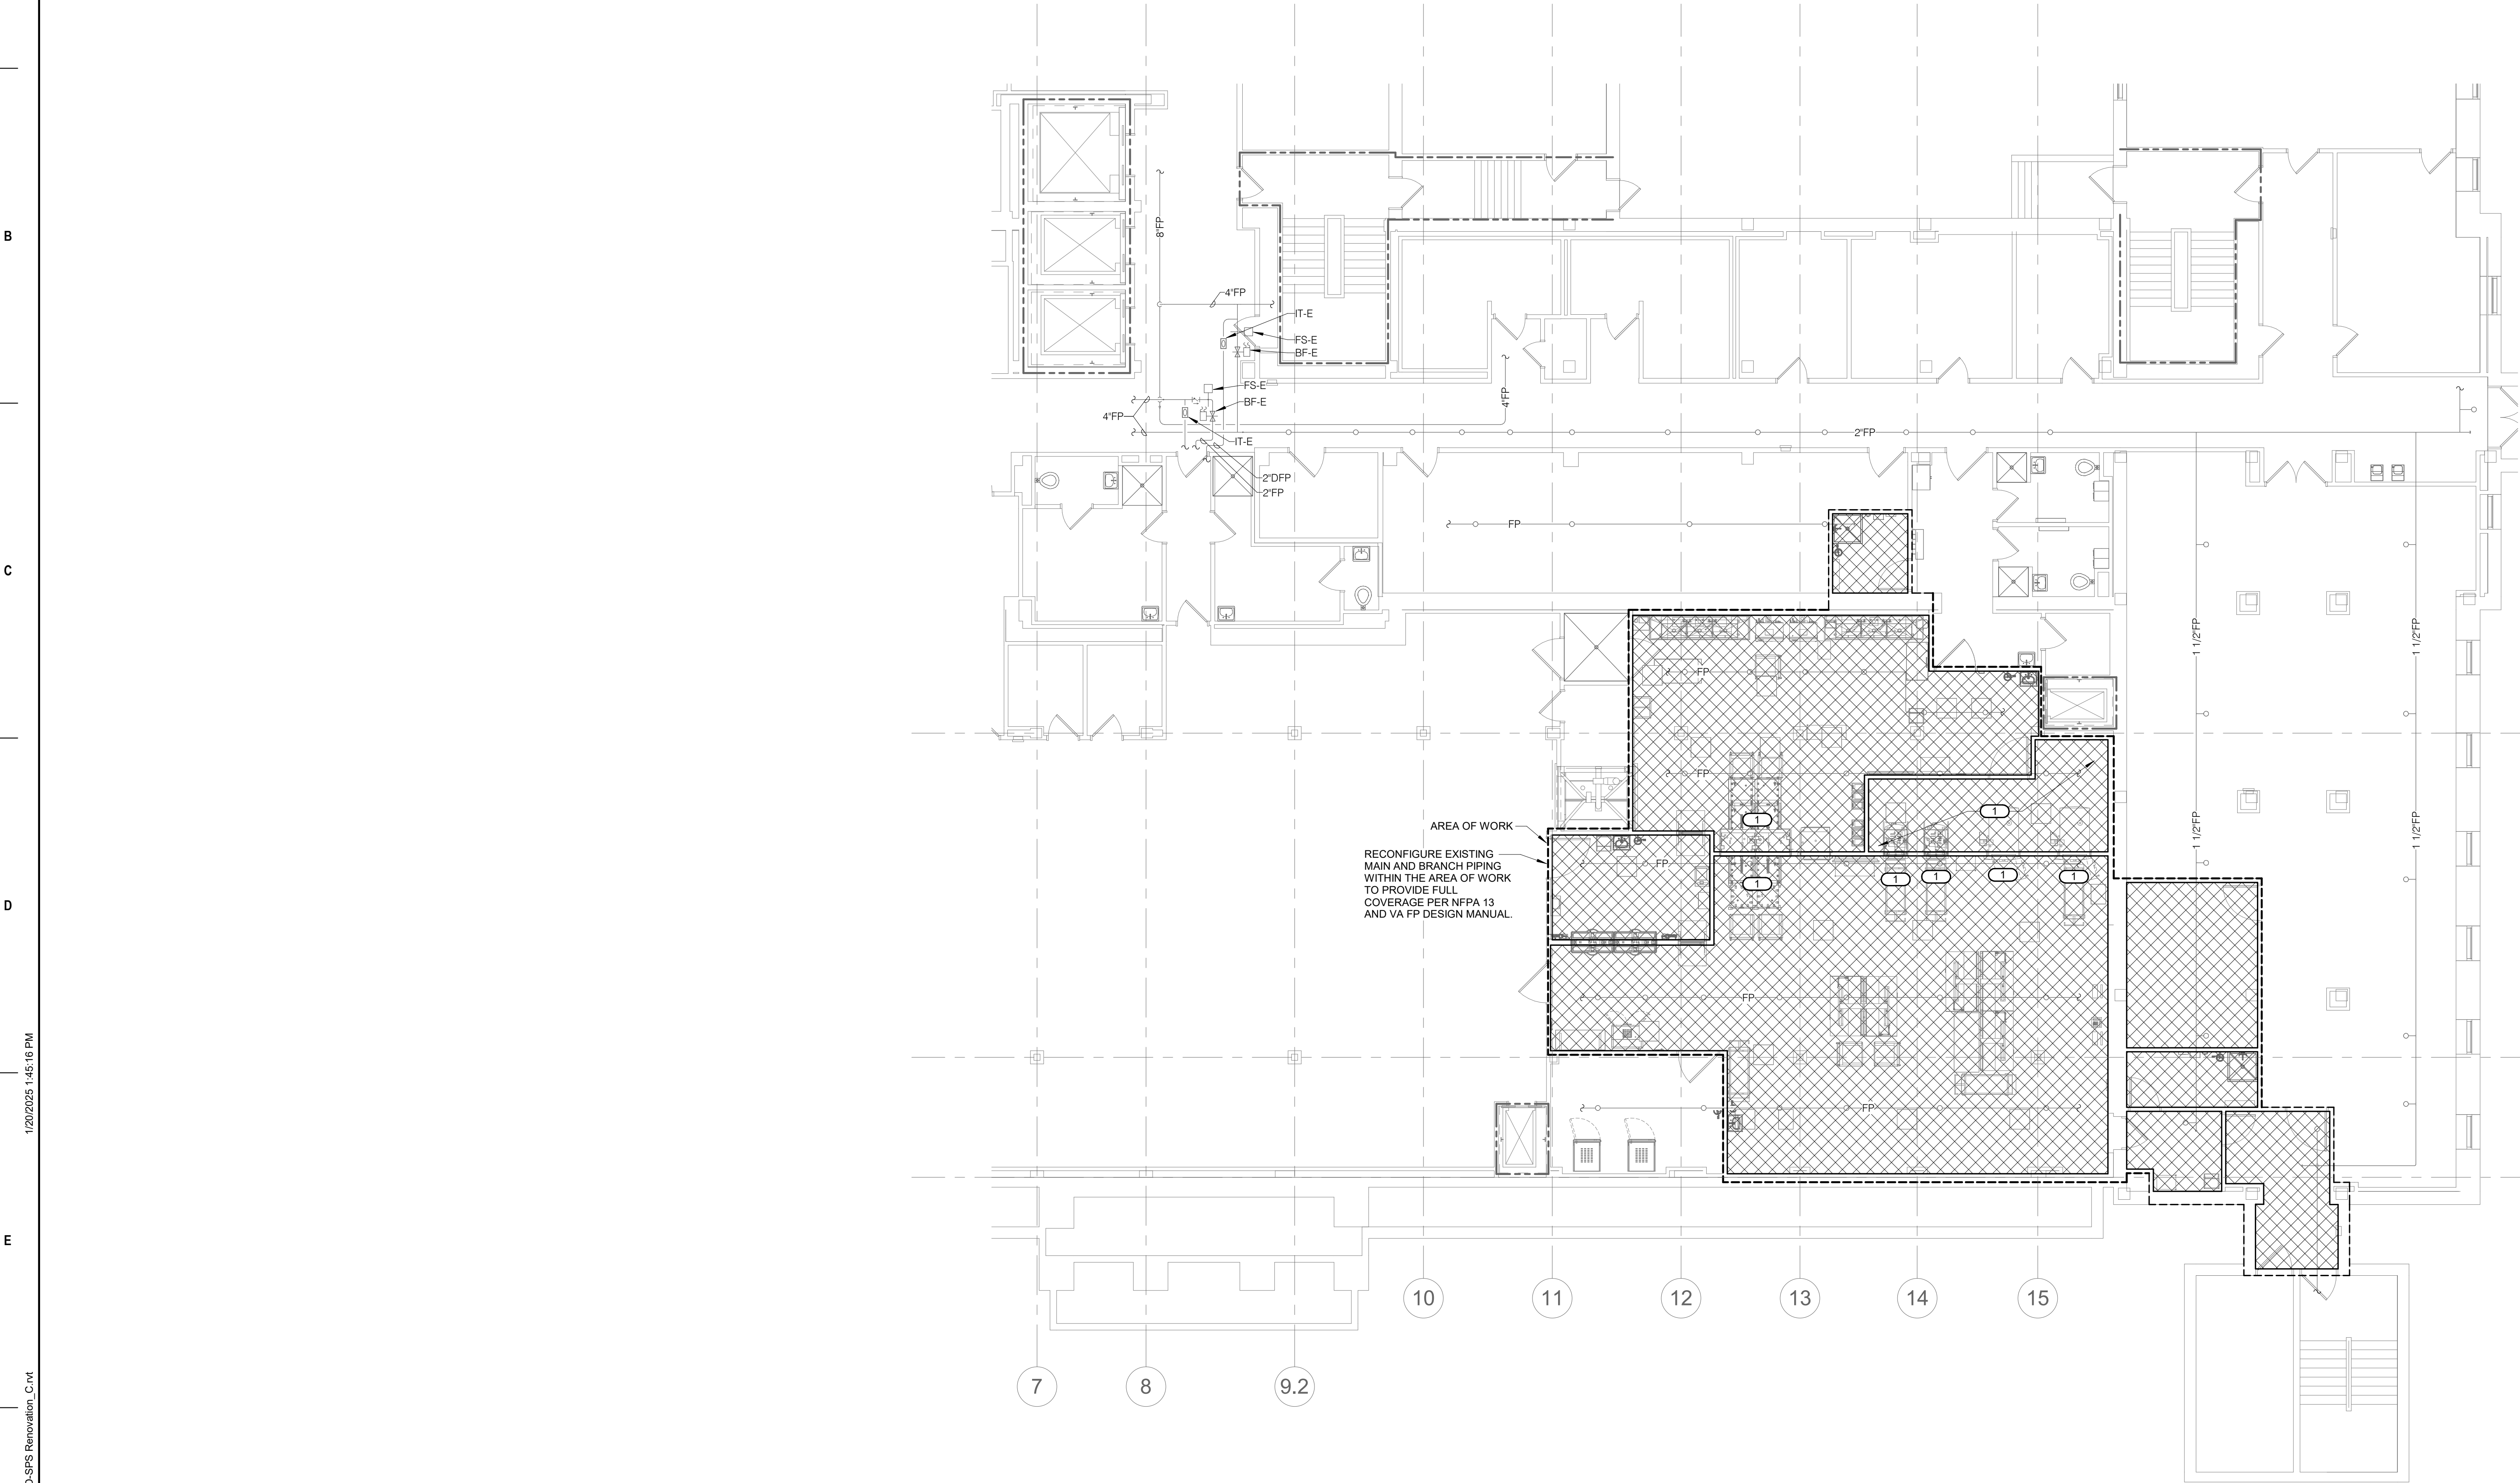 B
C
D
E
1/20/2025 1:45:16 PM
D-SPS Renovation_C.rvt
8"FP
4"FP
IT-E
FS-E
BF-E
FS-E
BF-E
4"FP
IT-E
4"FP
2"FP
2"DFP
2"FP
FP
1 1/2"FP
1 1/2"FP
FP
FP
1
1
1 1/2"FP
1 1/2"FP
AREA OF WORK
RECONFIGURE EXISTING
MAIN AND BRANCH PIPING
WITHIN THE AREA OF WORK
TO PROVIDE FULL
COVERAGE PER NFPA 13
AND VA FP DESIGN MANUAL.
FP
1
1
1
1
1
FP
FP
10
11
12
13
14
15
7
8
9.2